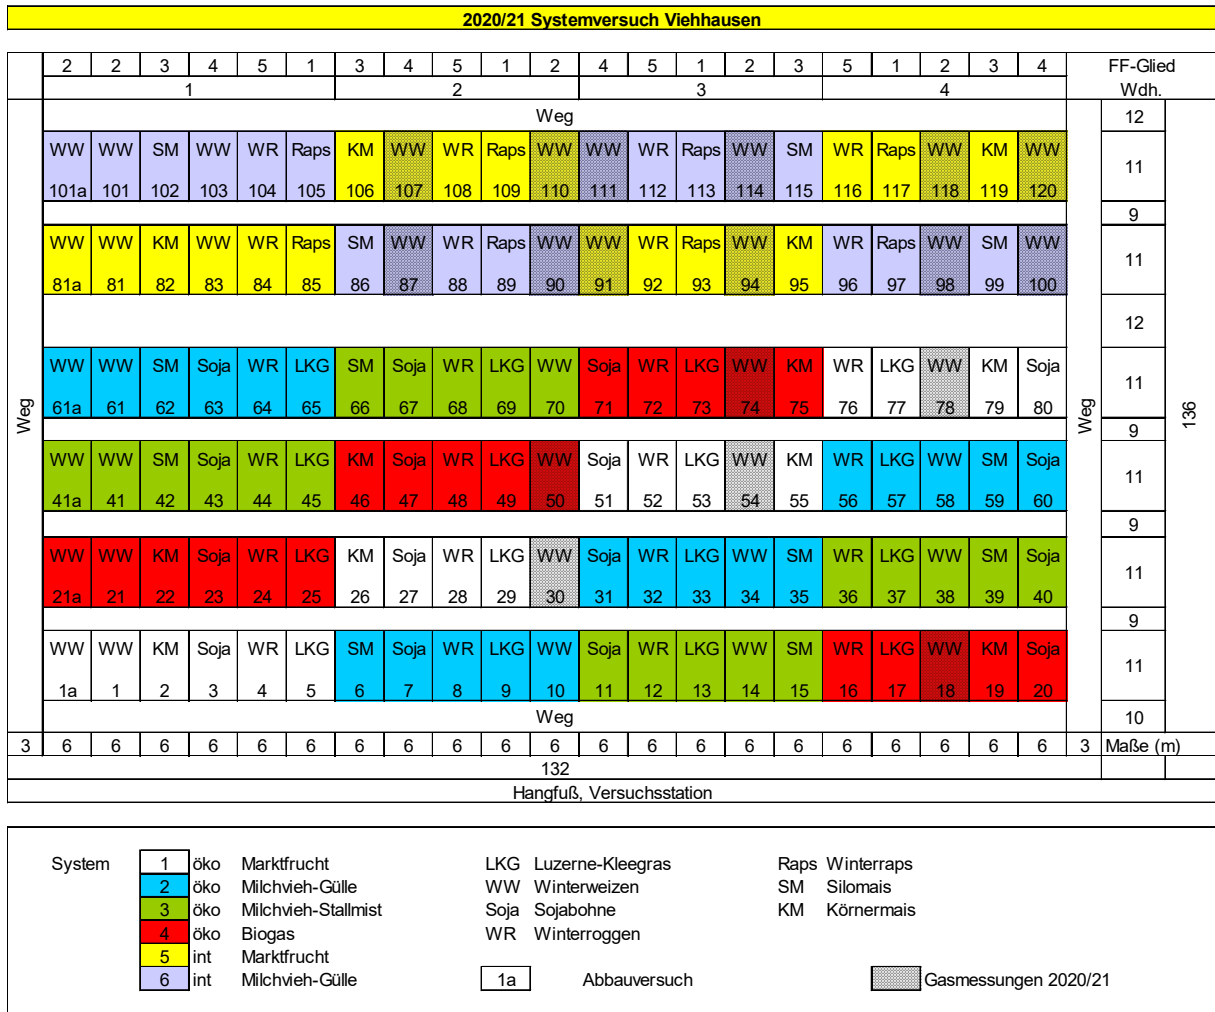 2020/21 Systemversuch Viehhausen
2 2 3 4 5 1 3 4 5 1 2 4 5 1 2 3 5 1 2 3 4 FF-Glied
1 2 3 4 Wdh.
Weg 12
WW WW SM WW WR Raps KM WW WR Raps WW WW WR Raps WW SM WR Raps WW KM WW
11
101a 101 102 103 104 105 106 107 108 109 110 111 112 113 114 115 116 117 118 119 120
9
WW WW KM WW WR Raps SM WW WR Raps WW WW WR Raps WW KM WR Raps WW SM WW
11
81a 81 82 83 84 85 86 87 88 89 90 91 92 93 94 95 96 97 98 99 100
12
WW WW SM Soja WR LKG SM Soja WR LKG WW Soja WR LKG WW KM WR LKG WW KM Soja
11
61a 61 62 63 64 65 66 67 68 69 70 71 72 73 74 75 76 77 78 79 80
Weg Weg 136
9
WW WW SM Soja WR LKG KM Soja WR LKG WW Soja WR LKG WW KM WR LKG WW SM Soja
11
41a 41 42 43 44 45 46 47 48 49 50 51 52 53 54 55 56 57 58 59 60
9
WW WW KM Soja WR LKG KM Soja WR LKG WW Soja WR LKG WW SM WR LKG WW SM Soja
11
21a 21 22 23 24 25 26 27 28 29 30 31 32 33 34 35 36 37 38 39 40
9
WW WW KM Soja WR LKG SM Soja WR LKG WW Soja WR LKG WW SM WR LKG WW KM Soja
11
1a 1 2 3 4 5 6 7 8 9 10 11 12 13 14 15 16 17 18 19 20
Weg 10
3 6 6 6 6 6 6 6 6 6 6 6 6 6 6 6 6 6 6 6 6 6 3 Maße (m)
132
Hangfuß, Versuchsstation
System 1 öko Marktfrucht LKG Luzerne-Kleegras Raps Winterraps
2 öko Milchvieh-Gülle WW Winterweizen SM Silomais
3 öko Milchvieh-Stallmist Soja Sojabohne KM Körnermais
4 öko Biogas WR Winterroggen
5 int Marktfrucht
6 int Milchvieh-Gülle 1a Abbauversuch Gasmessungen 2020/21